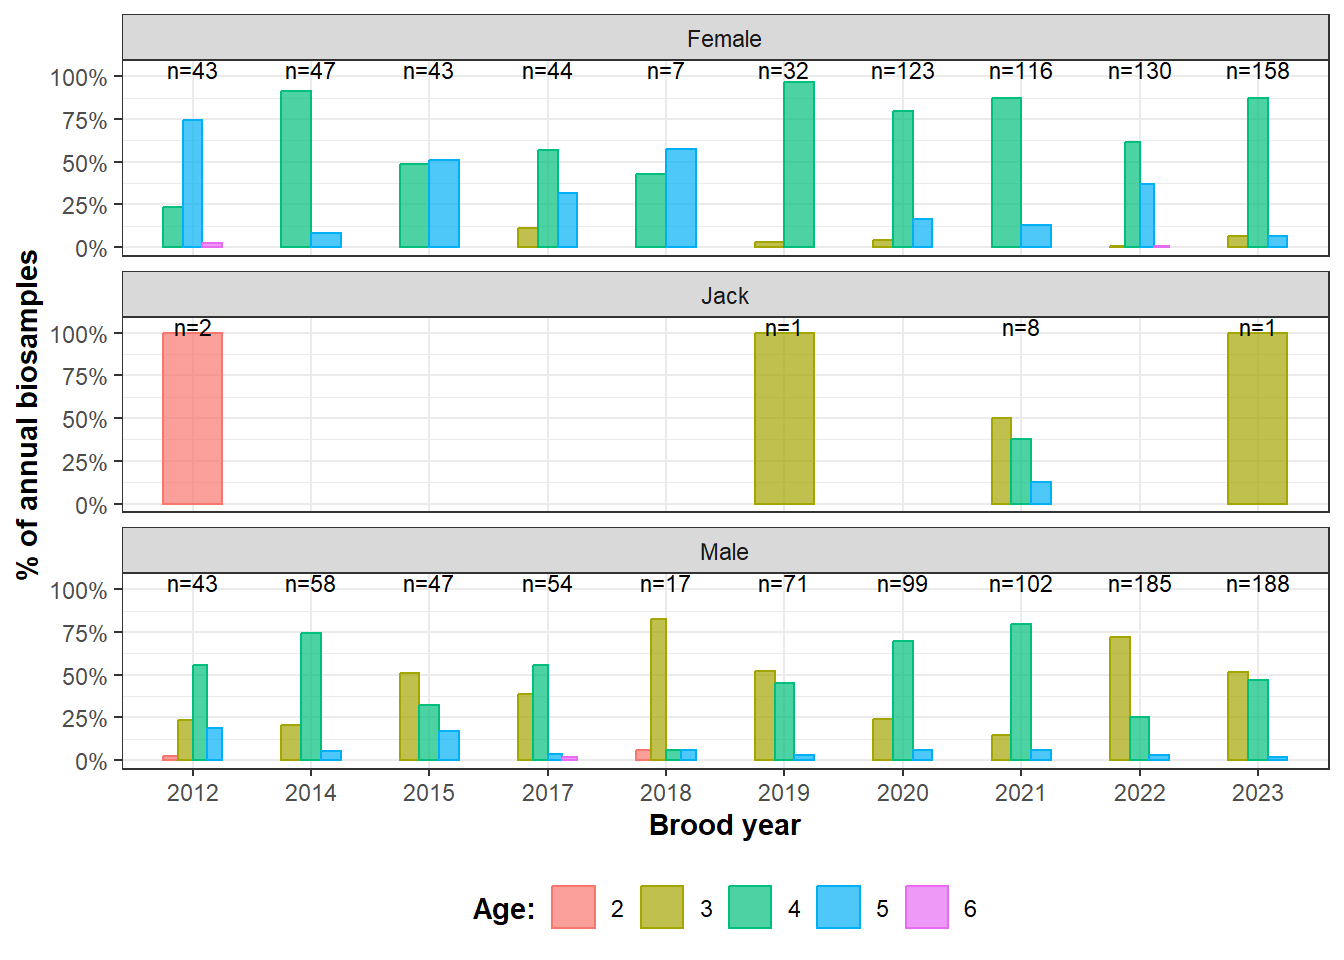 Female
100%
75%
50%
25%
0%
n=43 n=47 n=43 n=44 n=7 n=32 n=123 n=116 n=130 n=158
Jack
100%
75%
50%
25%
0%
n=2 n=1 n=8 n=1
Male
100%
75%
50%
25%
0%
n=43 n=58 n=47 n=54 n=17 n=71 n=99 n=102 n=185 n=188
% of annual biosamples
2012 2014 2015 2017 2018 2019 2020 2021 2022 2023
Brood year
Age: 2 3 4 5 6